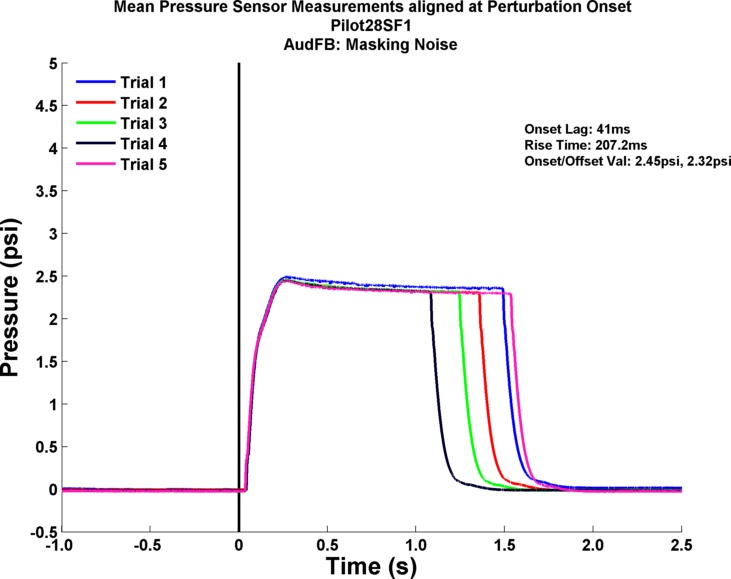 Mean Pressure Sensor Measurements aligned at Perturbation Onset
Pilot28SF1
AudFB: Masking Noise
5
4.5
4
3.5
3
2.5
2
1.5
1
0.5
0
-0.5
Pressure (psi)
Trial 1
Trial 2
Trial 3
Trial 4
Trial 5
Onset Lag: 41ms
Rise Time: 207.2ms
Onset/Offset Val: 2.45psi, 2.32psi
-1.0 -0.5 0 0.5 1.0 1.5 2.0 2.5
Time (s)